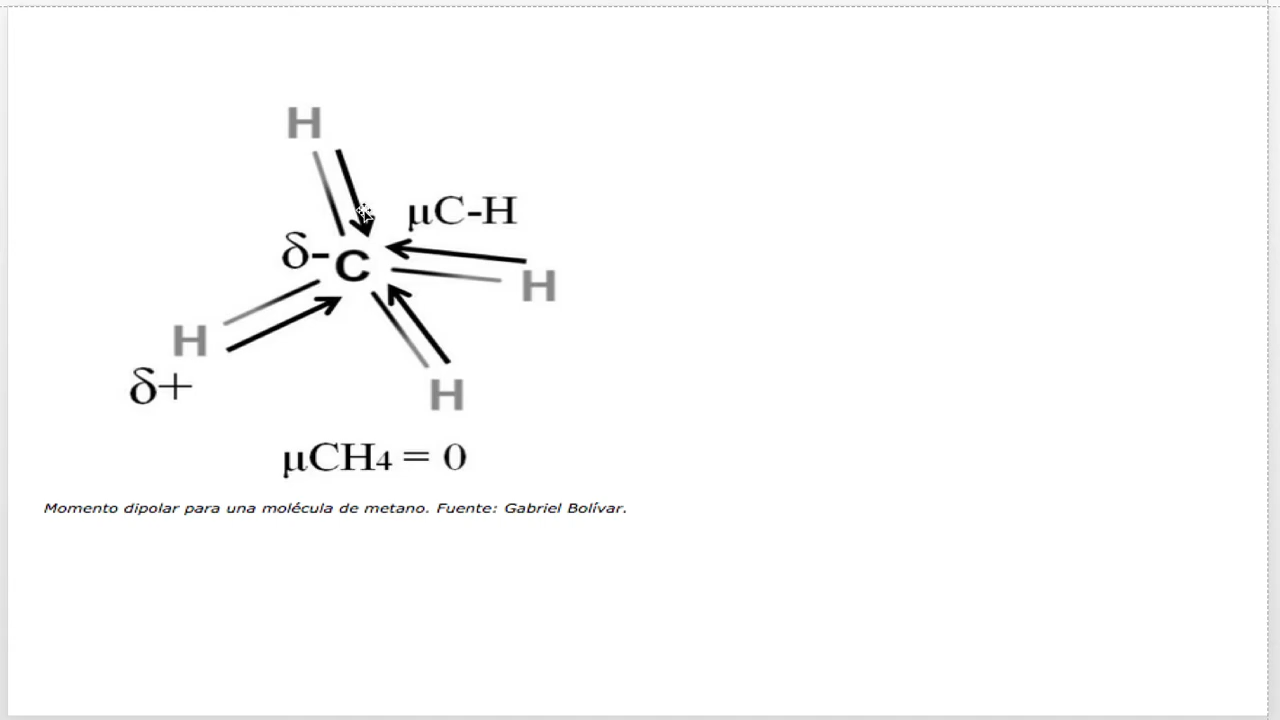 H
μC-H
δ-C
H
H
δ+
H
μCH₄ = 0
Momento dipolar para una molécula de metano. Fuente: Gabriel Bolívar.